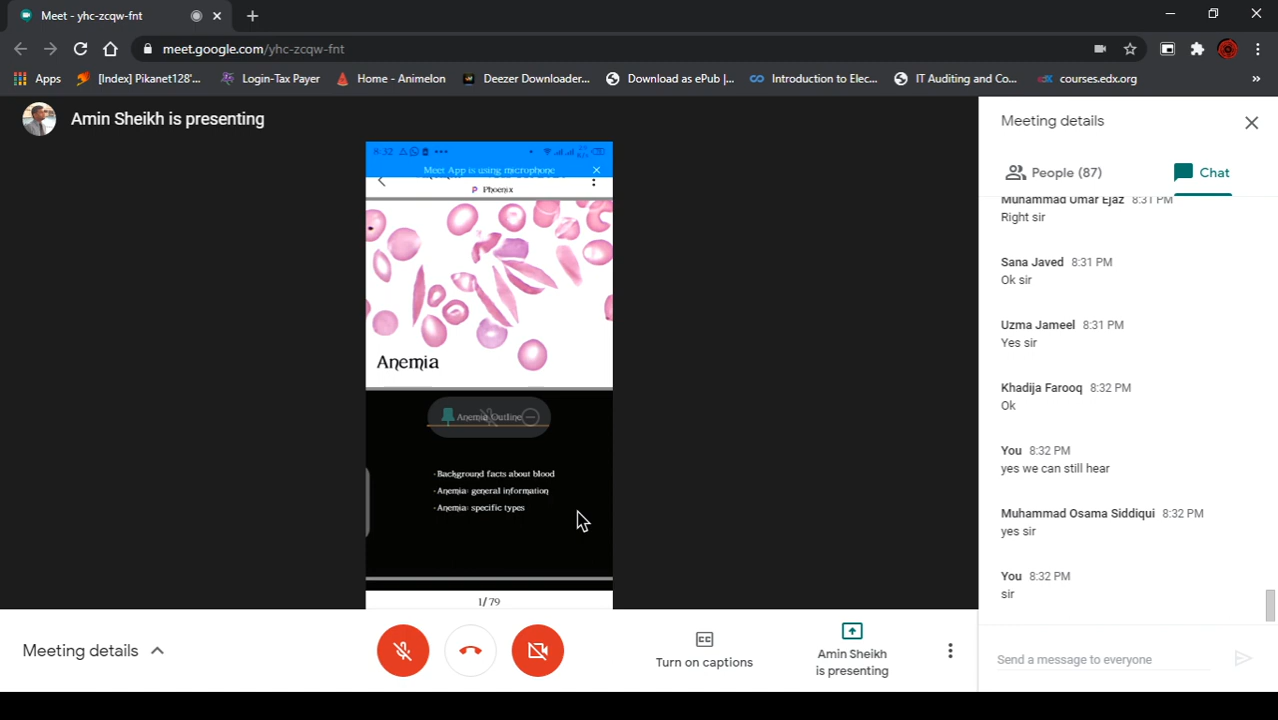 Meet - yhc-zcqw-fnt
meet.google.com/yhc-zcqw-fnt
Apps
[Index] Pikanet128'...
Login-Tax Payer
Home - Animelon
Deezer Downloader...
Download as ePub |...
Introduction to Elec...
IT Auditing and Co...
courses.edx.org
»
Amin Sheikh is presenting
8:32
Meet App is using microphone
Phoenix
Anemia
Anemia Outline
· Background facts about blood
· Anemia: general information
· Anemia: specific types
1/79
Meeting details
People (87)
Chat
Muhammad Umar Ejaz 8:31 PM
Right sir
Sana Javed 8:31 PM
Ok sir
Uzma Jameel 8:31 PM
Yes sir
Khadija Farooq 8:32 PM
Ok
You 8:32 PM
yes we can still hear
Muhammad Osama Siddiqui 8:32 PM
yes sir
You 8:32 PM
sir
Send a message to everyone
Meeting details
CC
Turn on captions
Amin Sheikh
is presenting